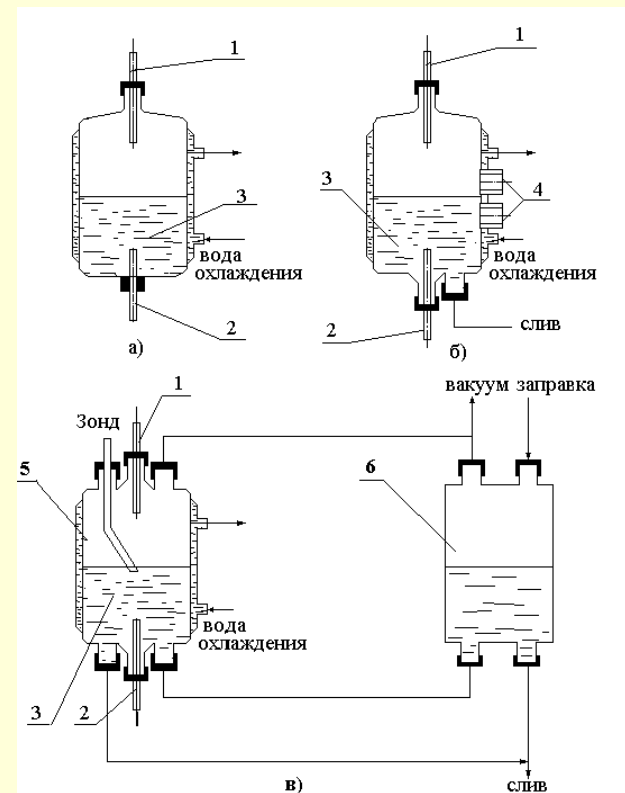 1
3
вода
охлаждения
2
а)
1
3
4
вода
охлаждения
2
слив
б)
вакуум заправка
1
Зонд
5
6
вода
охлаждения
3
2
слив
в)